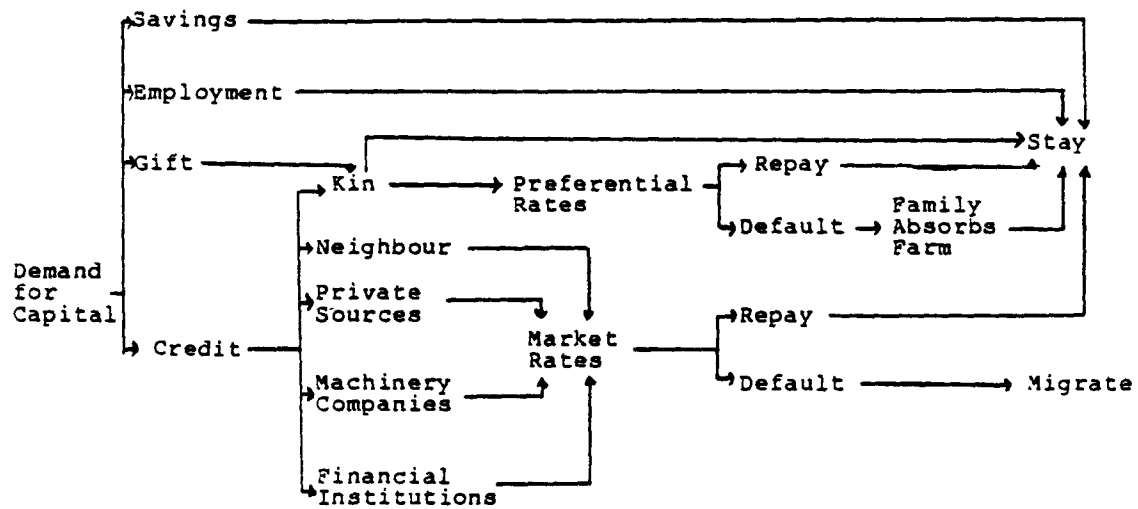 Savings
Employment
Gift
Stay
Kin
Preferential
Rates
Repay
Default
Family
Absorbs
Farm
Neighbour
Demand
for
Capital
Private
Sources
Credit
Market
Rates
Repay
Machinery
Companies
Default
Migrate
Financial
Institutions